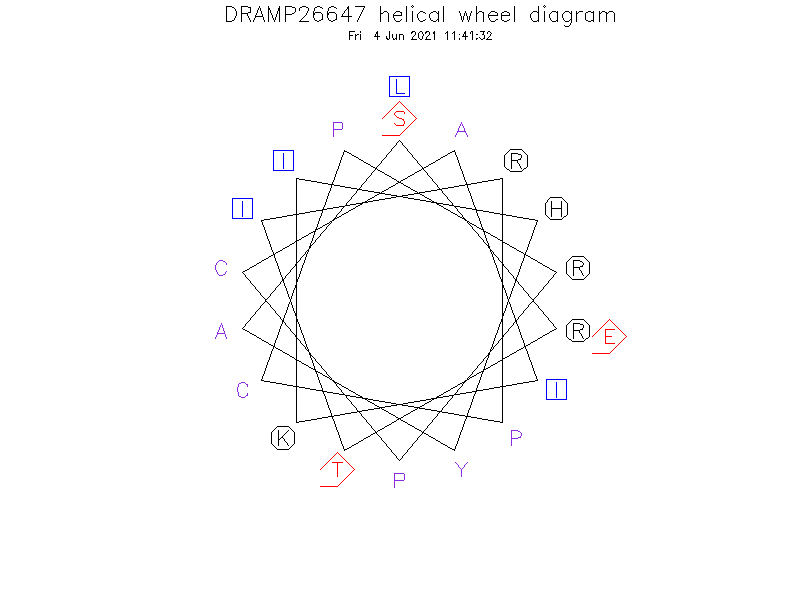 DRAMP26647 helical wheel diagram
Fri 4 Jun 2021 11:41:32
L
P S A
I R
I H
C R
A R E
C I
K P
T P Y